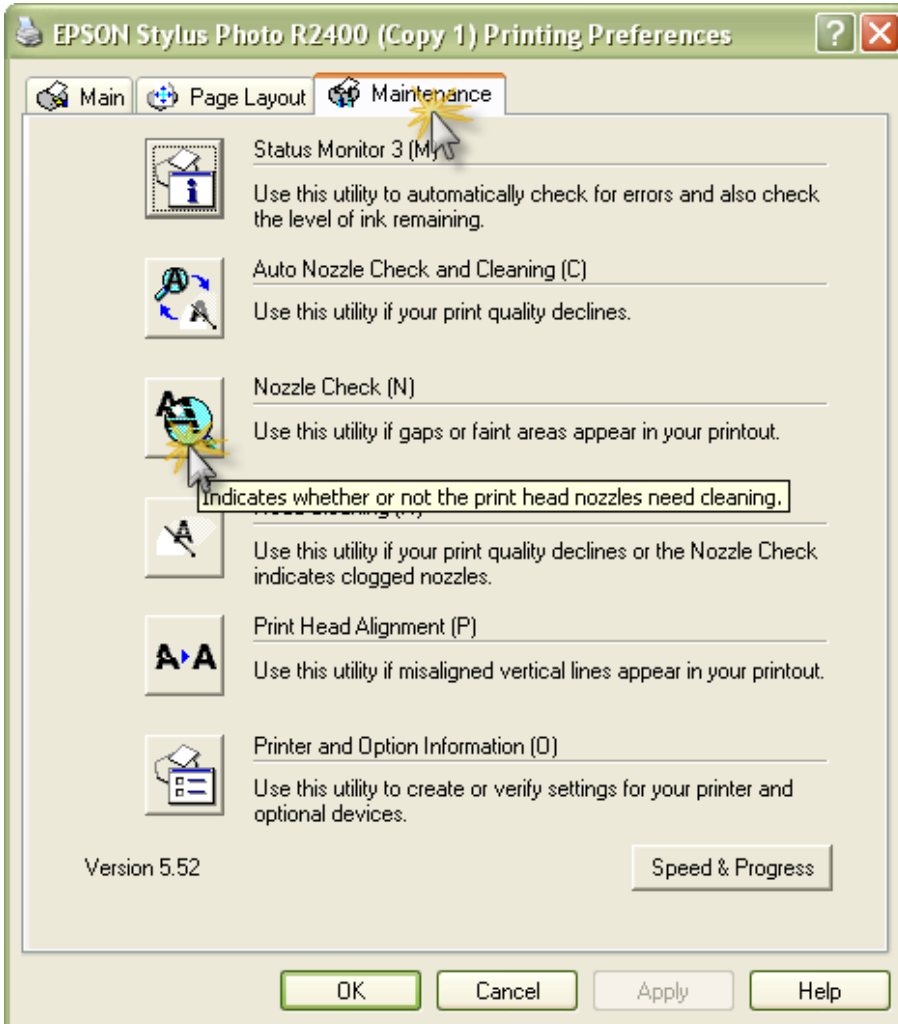 EPSON Stylus Photo R2400 (Copy 1) Printing Preferences
Main Page Layout Maintenance
Status Monitor 3 (M)
Use this utility to automatically check for errors and also check
the level of ink remaining.
Auto Nozzle Check and Cleaning (C)
Use this utility if your print quality declines.
Nozzle Check (N)
Use this utility if gaps or faint areas appear in your printout.
Indicates whether or not the print head nozzles need cleaning.
Use this utility if your print quality declines or the Nozzle Check
indicates clogged nozzles.
Print Head Alignment (P)
Use this utility if misaligned vertical lines appear in your printout.
Printer and Option Information (O)
Use this utility to create or verify settings for your printer and
optional devices.
Version 5.52 Speed & Progress
OK Cancel Apply Help